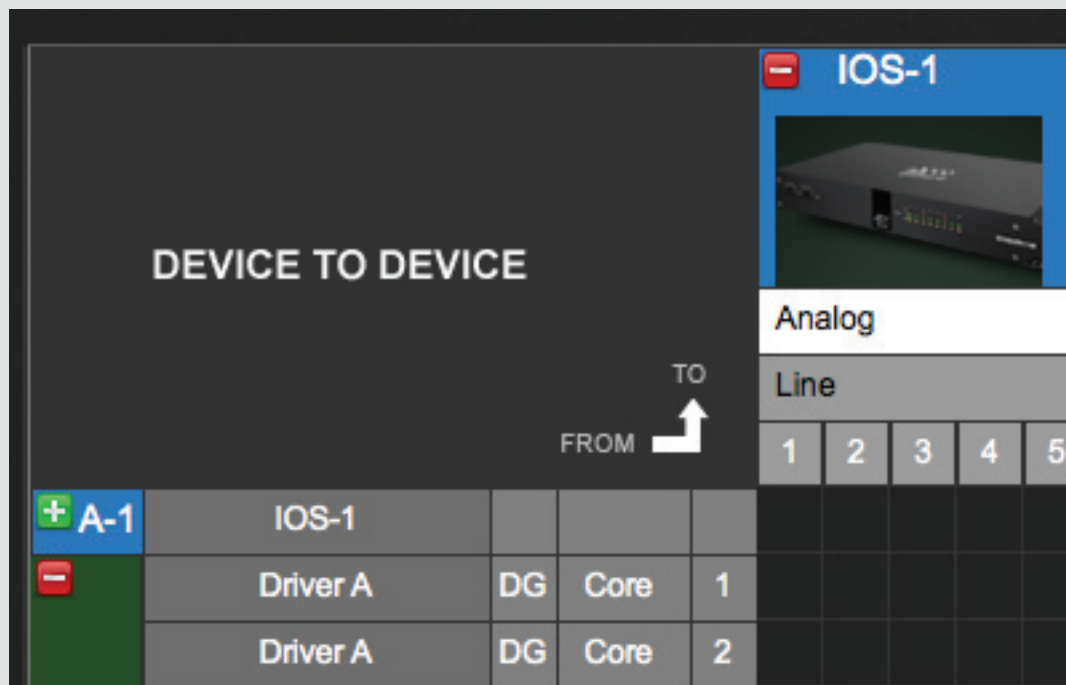 IOS-1
DEVICE TO DEVICE
Analog
TO
Line
FROM
1 2 3 4 5
A-1 IOS-1
Driver A DG Core 1
Driver A DG Core 2